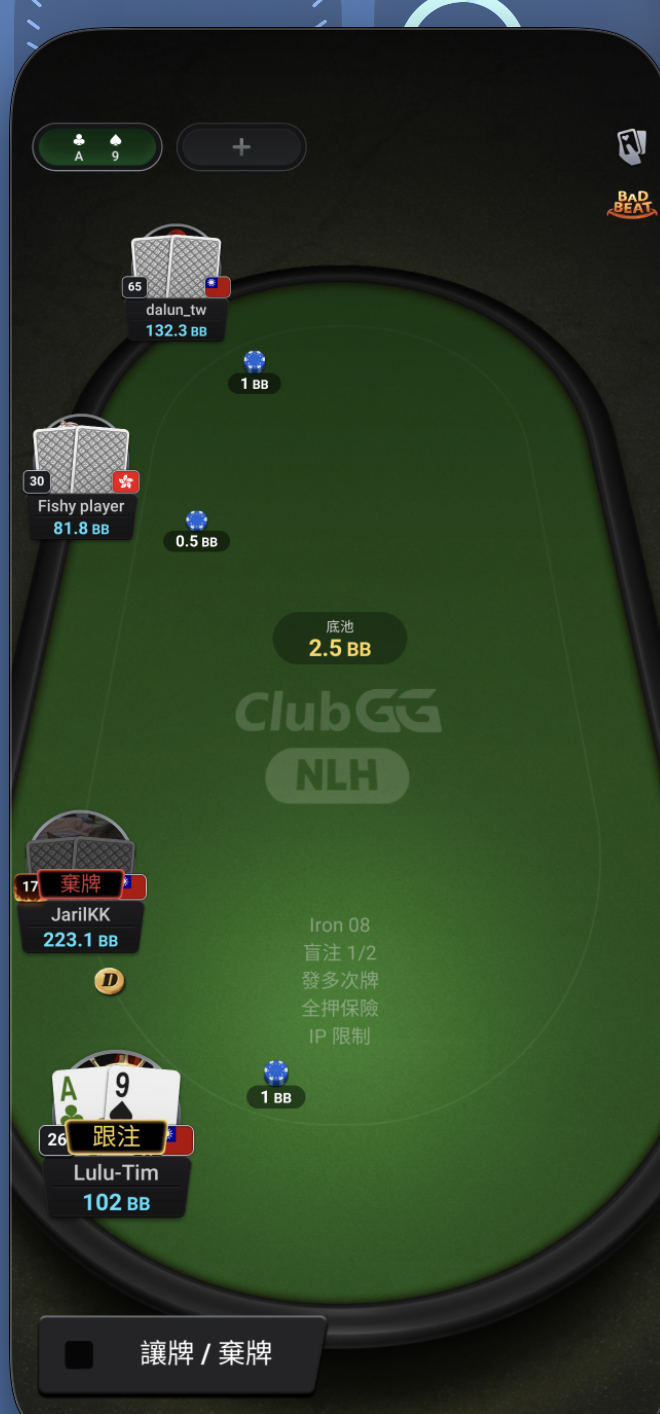 A 9
+
BAD
BEAT
65
dalun_tw
132.3 BB
1 BB
30
Fishy player
81.8 BB
0.5 BB
底池
2.5 BB
ClubGG
NLH
17
棄牌
JarilKK
223.1 BB
D
Iron 08
盲注 1/2
發多次牌
全押保險
IP 限制
1 BB
A 9
26
跟注
Lulu-Tim
102 BB
讓牌 / 棄牌